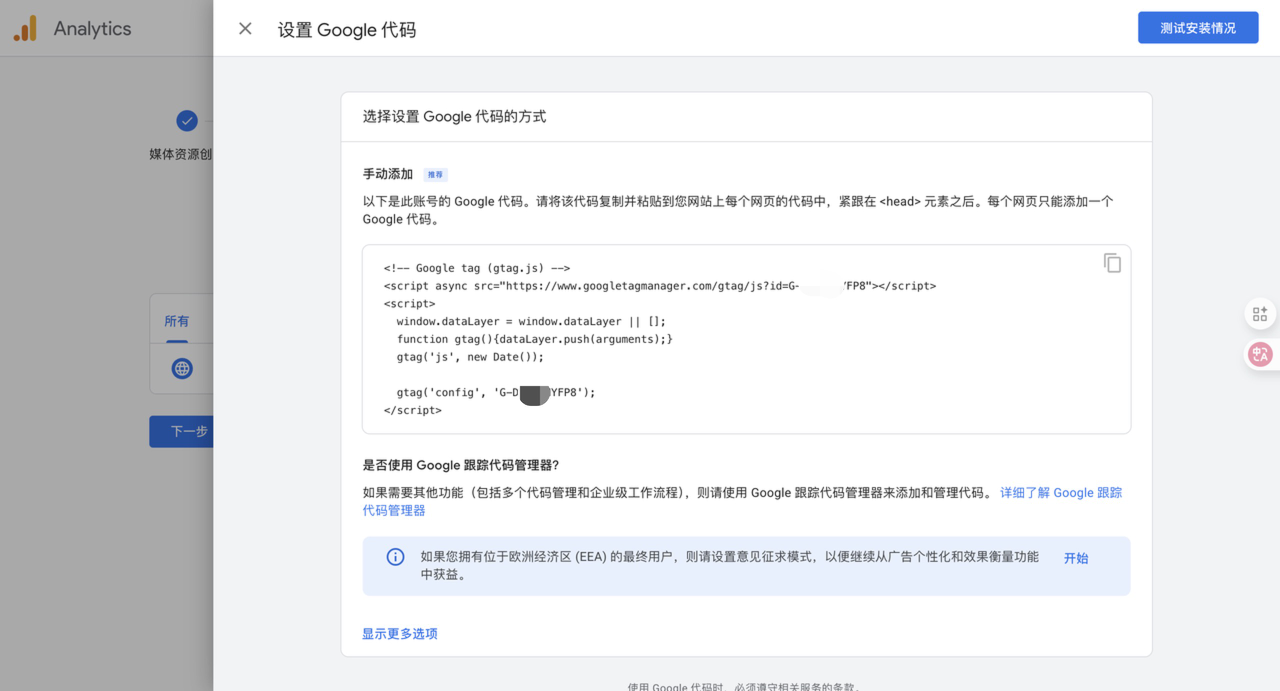 Analytics
设置 Google 代码
测试安装情况
媒体资源创
所有
下一步
选择设置 Google 代码的方式
手动添加 推荐
以下是此账号的 Google 代码。请将该代码复制并粘贴到您网站上每个网页的代码中，紧跟在 <head> 元素之后。每个网页只能添加一个
Google 代码。
<!-- Google tag (gtag.js) -->
<script async src="https://www.googletagmanager.com/gtag/js?id=G- YFP8"></script>
<script>
window.dataLayer = window.dataLayer || [];
function gtag(){dataLayer.push(arguments);}
gtag('js', new Date());
gtag('config', 'G-D YFP8');
</script>
是否使用 Google 跟踪代码管理器?
如果需要其他功能（包括多个代码管理和企业级工作流程），则请使用 Google 跟踪代码管理器来添加和管理代码。 详细了解 Google 跟踪
代码管理器
如果您拥有位于欧洲经济区 (EEA) 的最终用户，则请设置意见征求模式，以便继续从广告个性化和效果衡量功能
中获益。
开始
显示更多选项
使用 Google 代码时，必须遵守相关服务的条款。